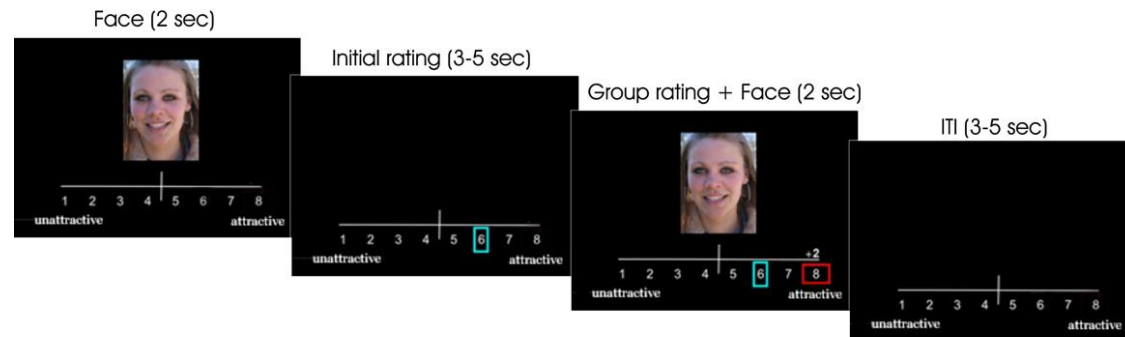 Face (2 sec)
1 2 3 4 5 6 7 8
unattractive attractive
Initial rating (3-5 sec)
1 2 3 4 5 6 7 8
unattractive attractive
Group rating + Face (2 sec)
+2
1 2 3 4 5 6 7 8
unattractive attractive
ITI (3-5 sec)
1 2 3 4 5 6 7 8
unattractive attractive